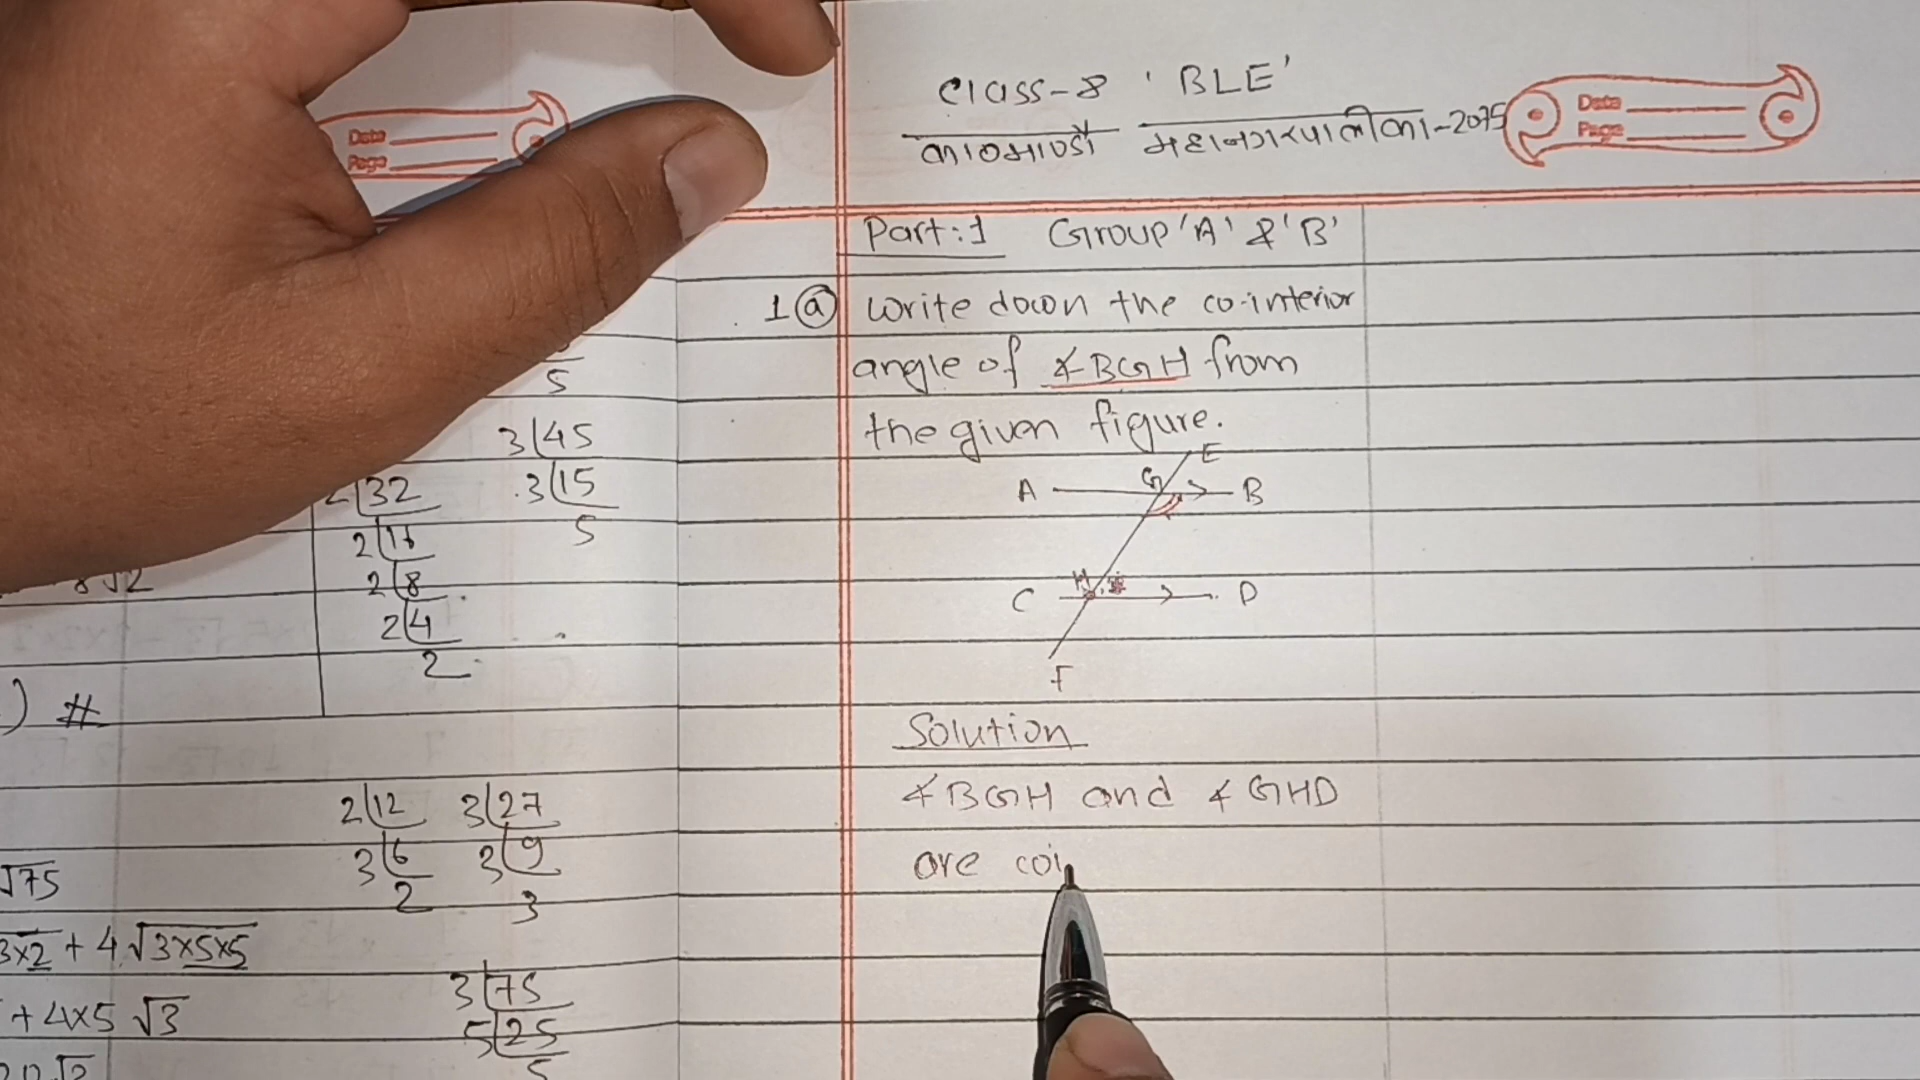 Date
Page
5
3 45
32 3 15
2 16 5
8√2 2 8
2 4
2
) #
2 12 3 27
3 6 3 9
√75 2 3
3×2 + 4 √3×5×5
3 75
+ 4×5 √3 5 25
5
Class-8 'BLE'
काठमाण्डौ महानगरपालीका-2075
Date
Page
Part:1 Group 'A' & 'B'
1 a Write down the co-interior
angle of ∡BGH from
the given figure.
E
A G B
C H D
F
Solution
∡BGH and ∡GHD
are coi